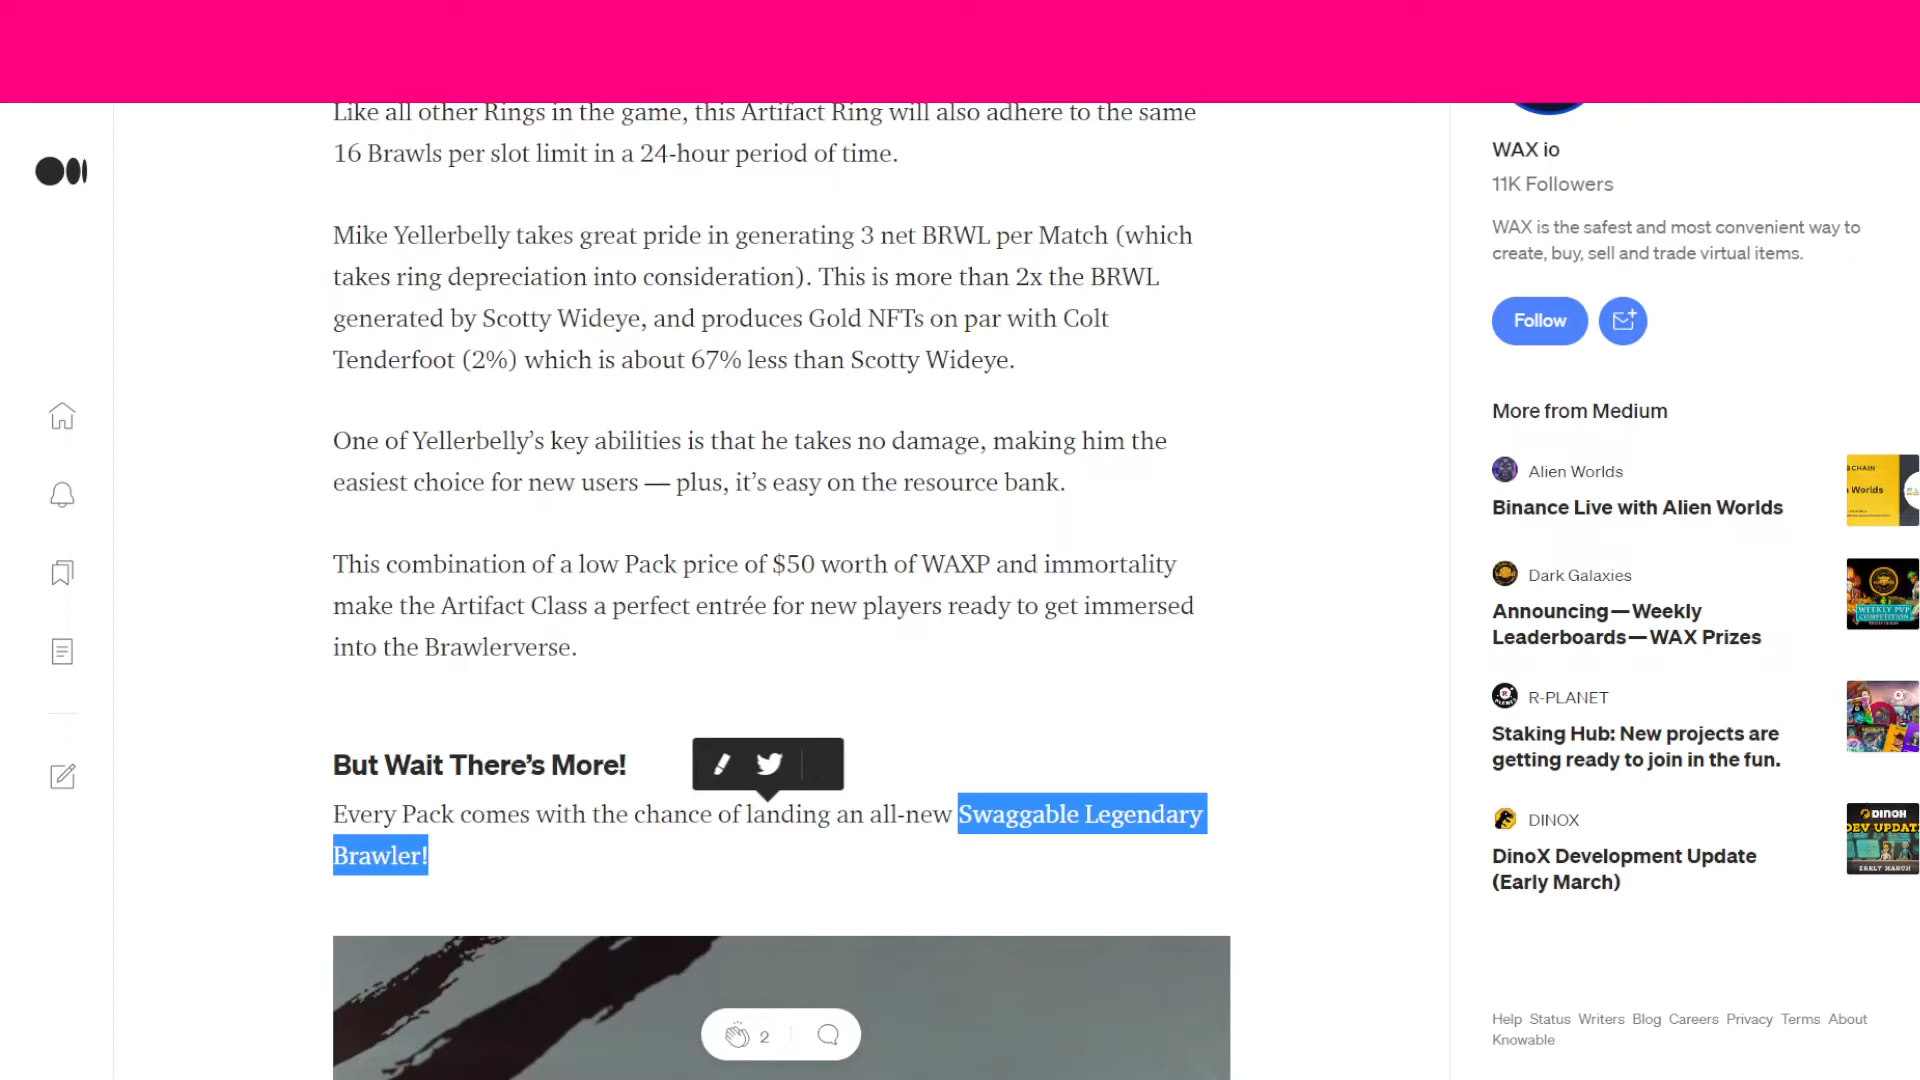 Like all other Rings in the game, this Artifact Ring will also adhere to the same
16 Brawls per slot limit in a 24-hour period of time.
Mike Yellerbelly takes great pride in generating 3 net BRWL per Match (which
takes ring depreciation into consideration). This is more than 2x the BRWL
generated by Scotty Wideye, and produces Gold NFTs on par with Colt
Tenderfoot (2%) which is about 67% less than Scotty Wideye.
One of Yellerbelly’s key abilities is that he takes no damage, making him the
easiest choice for new users — plus, it’s easy on the resource bank.
This combination of a low Pack price of $50 worth of WAXP and immortality
make the Artifact Class a perfect entrée for new players ready to get immersed
into the Brawlerverse.
But Wait There’s More!
Every Pack comes with the chance of landing an all-new Swaggable Legendary
Brawler!
2
WAX io
11K Followers
WAX is the safest and most convenient way to
create, buy, sell and trade virtual items.
Follow
More from Medium
Alien Worlds
Binance Live with Alien Worlds
Dark Galaxies
Announcing — Weekly
Leaderboards — WAX Prizes
WEEKLY PVP
COMPETITION
R-PLANET
Staking Hub: New projects are
getting ready to join in the fun.
DINOX
DinoX Development Update
(Early March)
EARLY MARCH
Help Status Writers Blog Careers Privacy Terms About
Knowable